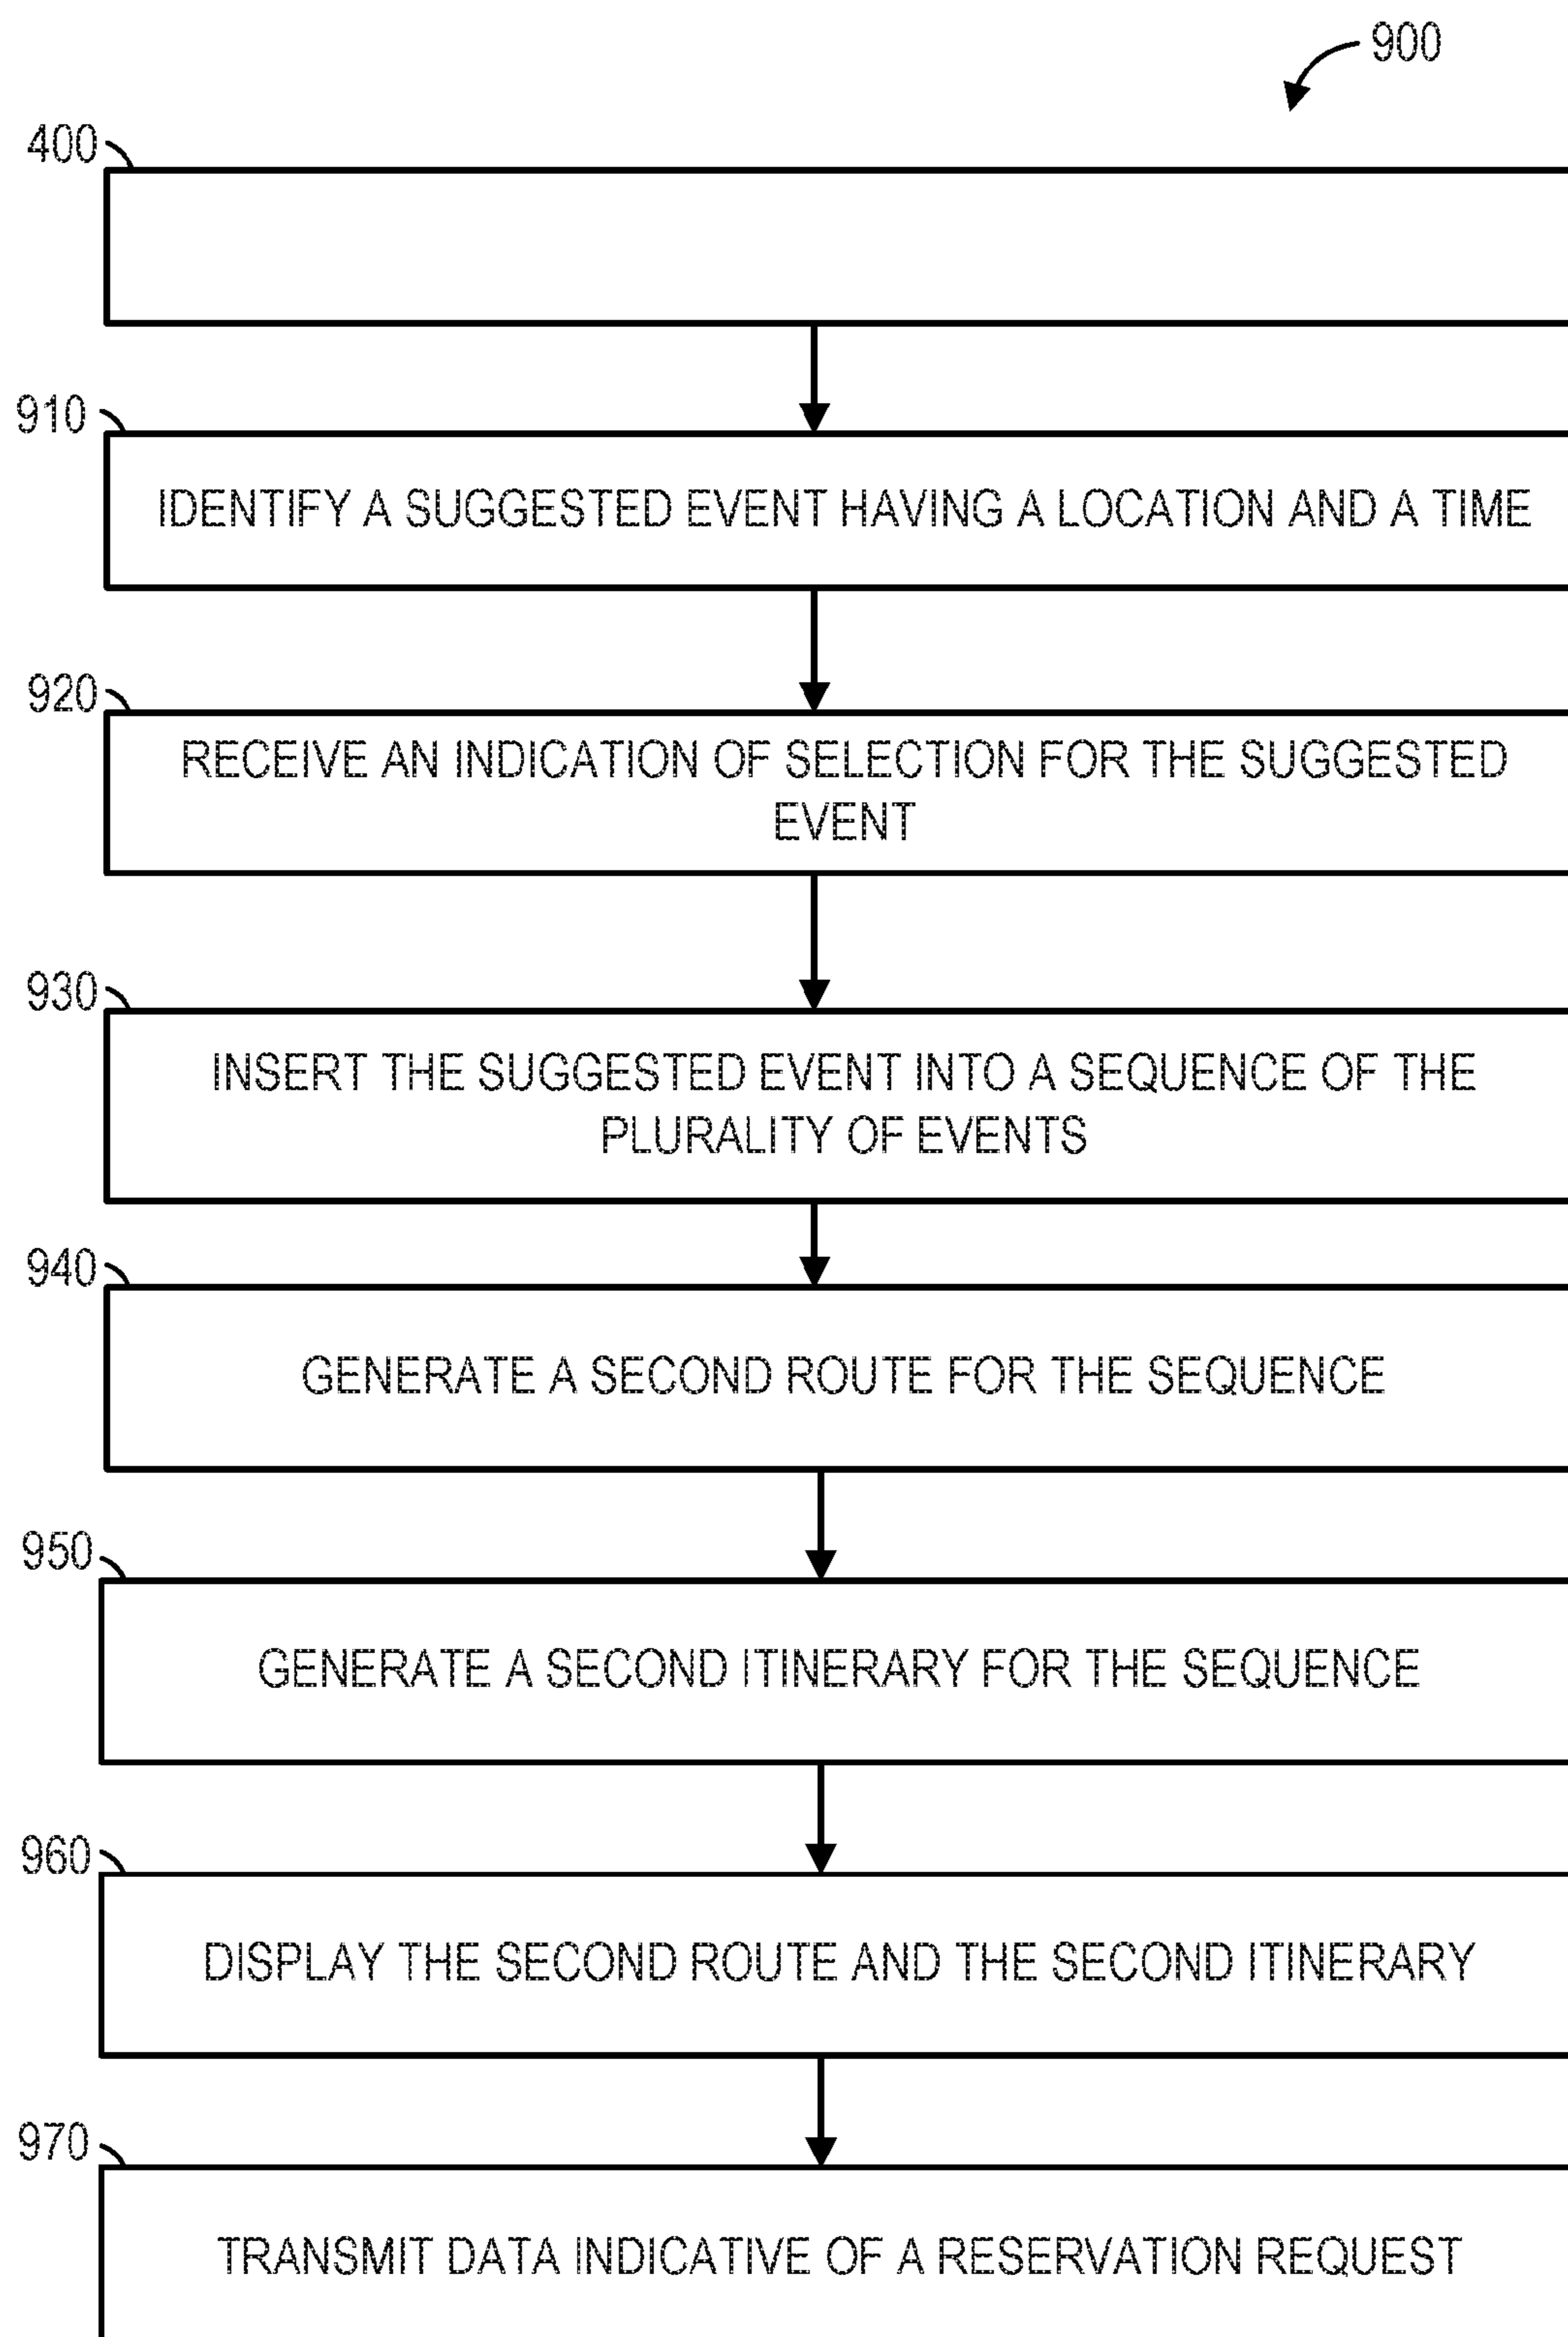 900
400
910
IDENTIFY A SUGGESTED EVENT HAVING A LOCATION AND A TIME
920
RECEIVE AN INDICATION OF SELECTION FOR THE SUGGESTED
EVENT
930
INSERT THE SUGGESTED EVENT INTO A SEQUENCE OF THE
PLURALITY OF EVENTS
940
GENERATE A SECOND ROUTE FOR THE SEQUENCE
950
GENERATE A SECOND ITINERARY FOR THE SEQUENCE
960
DISPLAY THE SECOND ROUTE AND THE SECOND ITINERARY
970
TRANSMIT DATA INDICATIVE OF A RESERVATION REQUEST